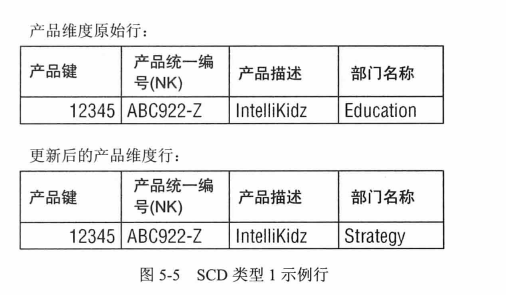 产品维度原始行：
产品键 产品统一编号(NK) 产品描述 部门名称
12345 ABC922-Z IntelliKidz Education
更新后的产品维度行：
产品键 产品统一编号(NK) 产品描述 部门名称
12345 ABC922-Z IntelliKidz Strategy
图 5-5 SCD 类型 1 示例行